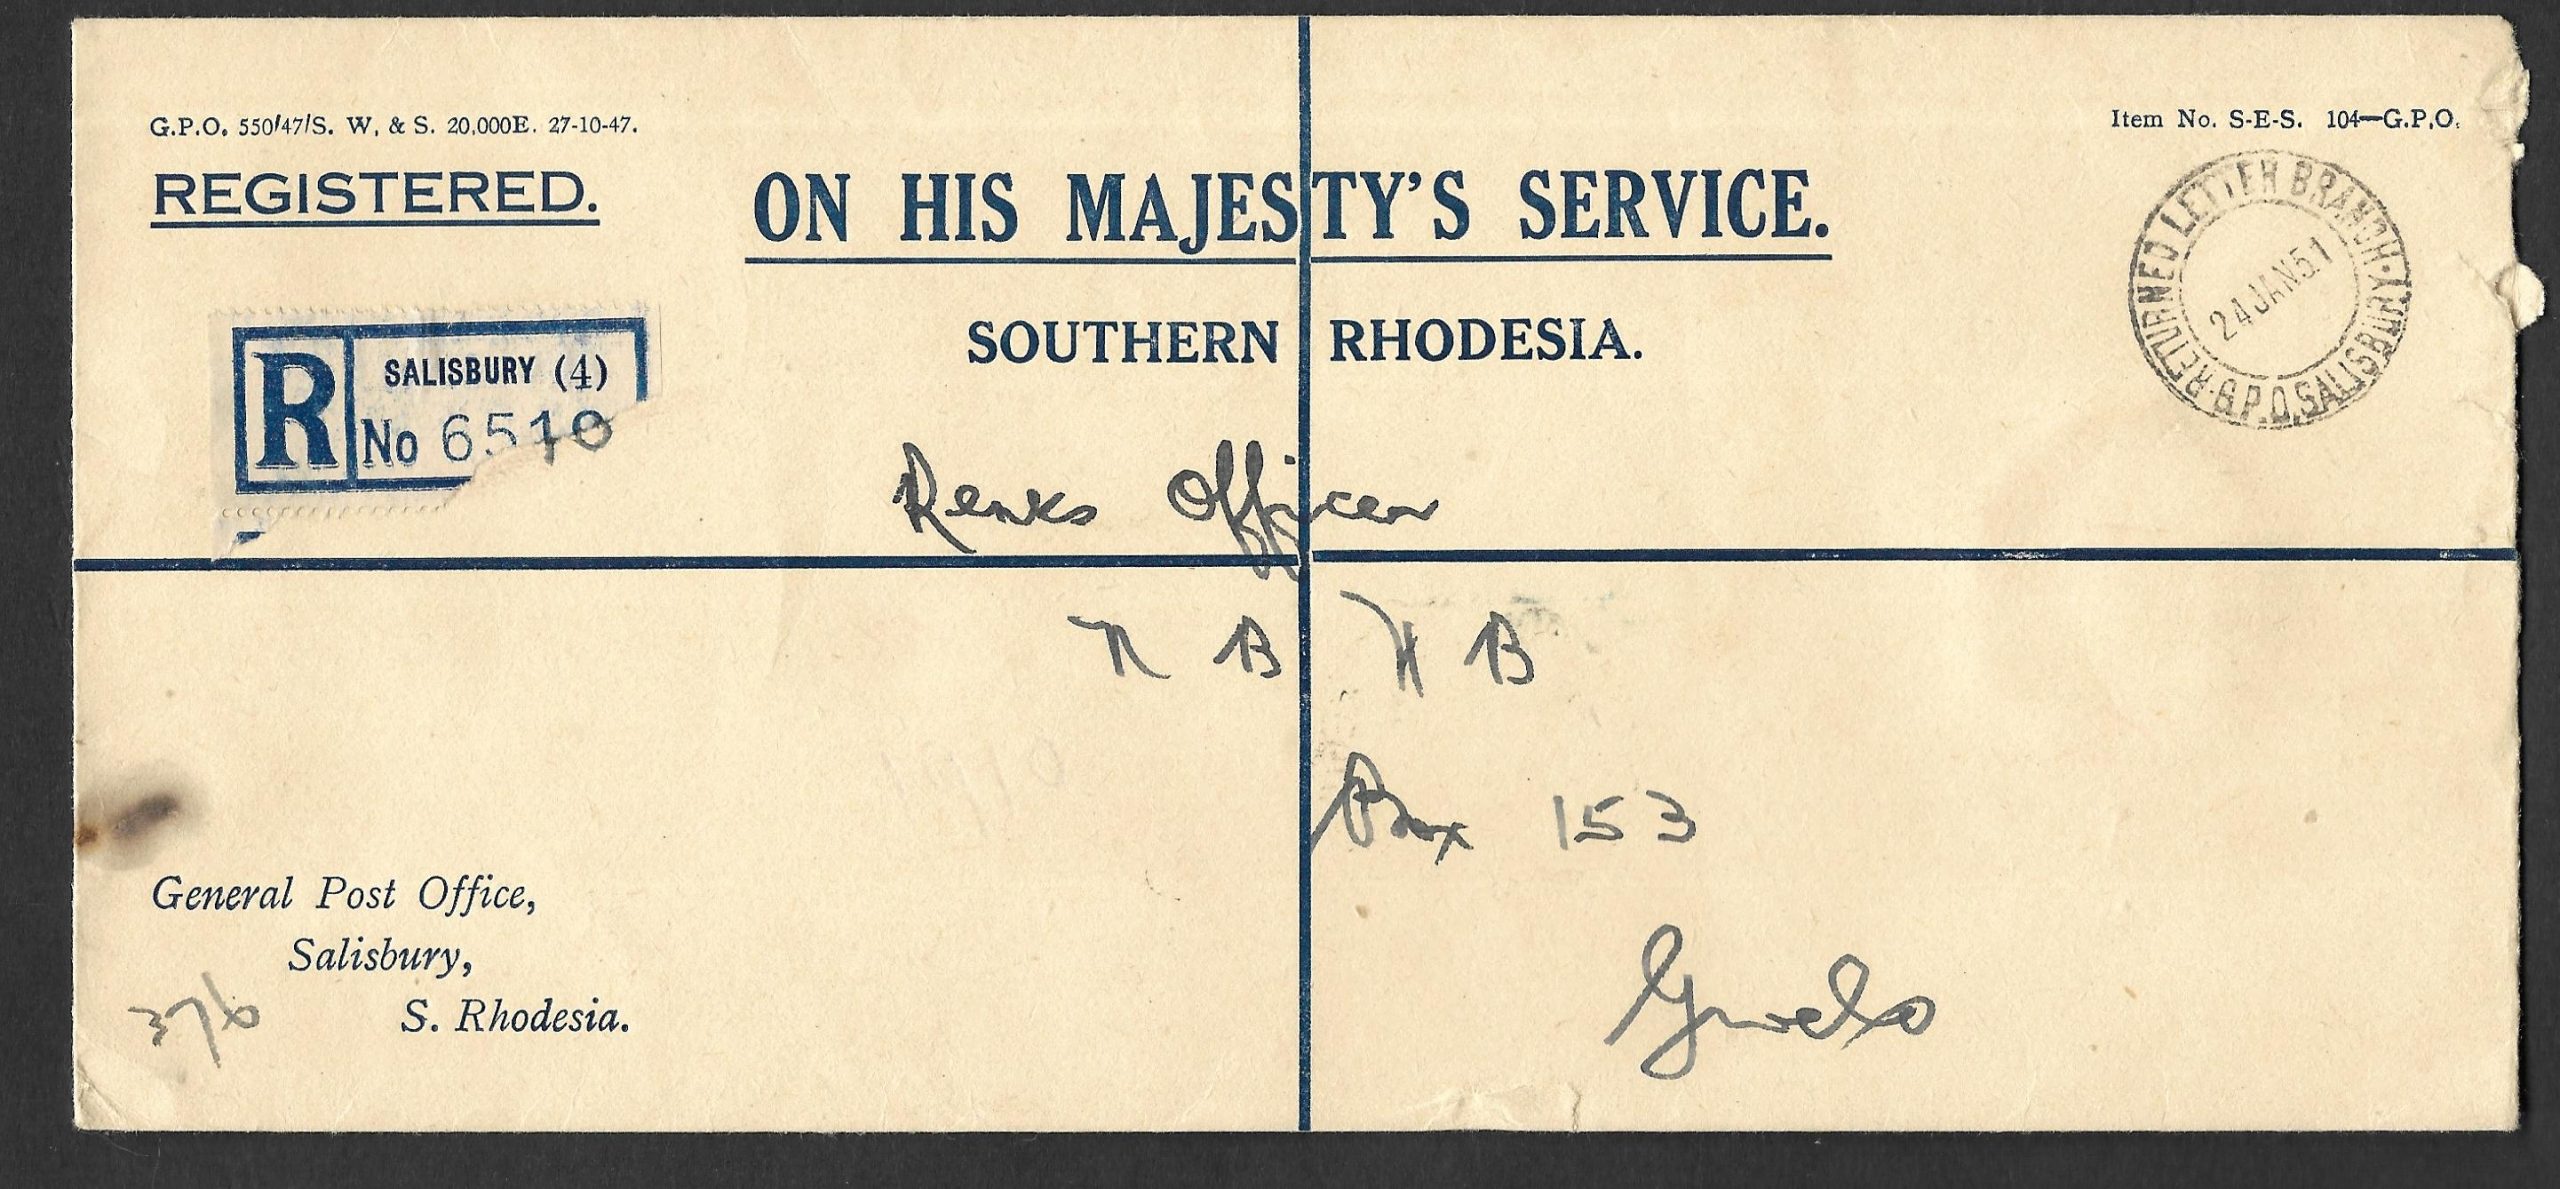 G.P.O. 550/47/S. W. & S. 20,000E. 27-10-47.
Item No. S-E-S. 104—G.P.O.
REGISTERED.
ON HIS MAJESTY'S SERVICE.
SOUTHERN RHODESIA.
RETURNED LETTER BRANCH · G.P.O. SALISBURY ·
24 JAN 51
R
SALISBURY (4)
No 6510
Officer
N B H B
Box 153
Gwelo
General Post Office,
Salisbury,
S. Rhodesia.
376